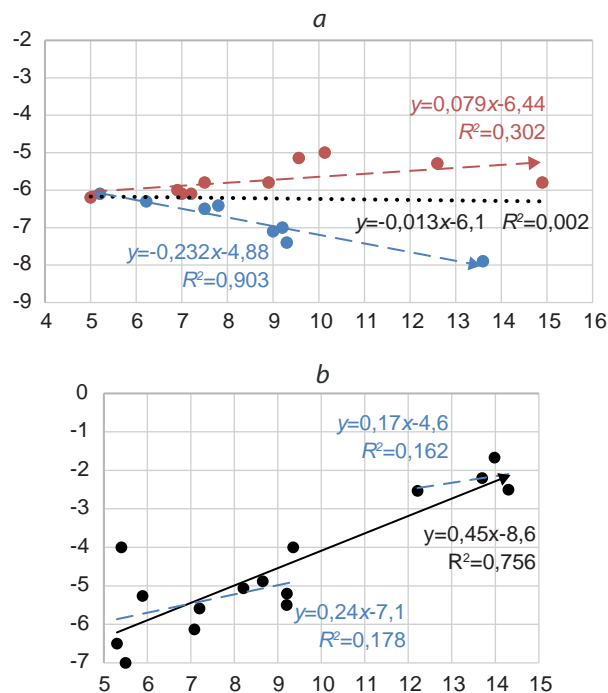 a
-2
-3
-4
-5
-6
-7
-8
-9
y=0,079x-6,44
R²=0,302
y=-0,013x-6,1 R²=0,002
y=-0,232x-4,88
R²=0,903
4 5 6 7 8 9 10 11 12 13 14 15 16
b
0
-1
-2
-3
-4
-5
-6
-7
y=0,17x-4,6
R²=0,162
y=0,45x-8,6
R²=0,756
y=0,24x-7,1
R²=0,178
5 6 7 8 9 10 11 12 13 14 15